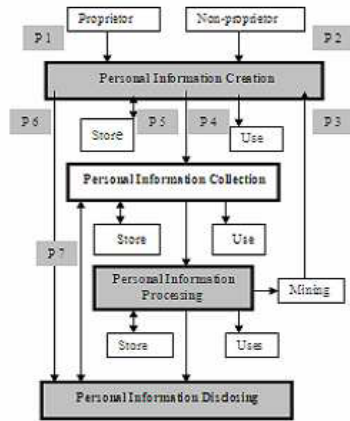 Proprietor Non-proprietor
P 1 P 2
Personal Information Creation
P 6 P 5 P 4 P 3
Store Use
Personal Information Collection
Store Use
P 7
Personal Information
Processing
Mining
Store Uses
Personal Information Disclosing